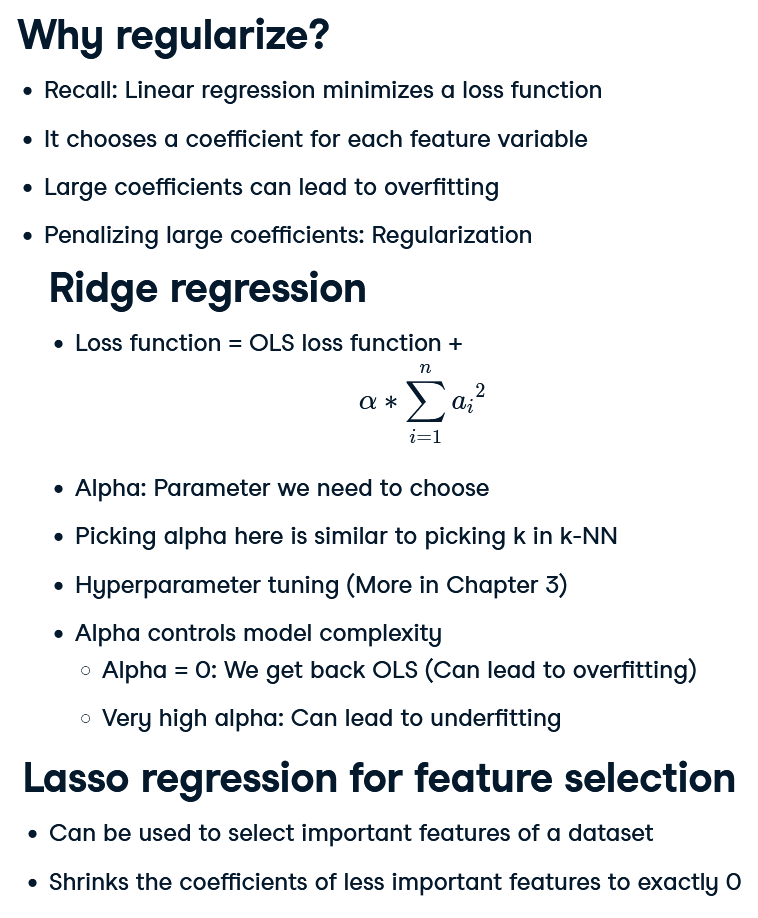 Why regularize?
• Recall: Linear regression minimizes a loss function
• It chooses a coefficient for each feature variable
• Large coefficients can lead to overfitting
• Penalizing large coefficients: Regularization
Ridge regression
• Loss function = OLS loss function +
α * ∑_{i=1}^{n} a_i^2
• Alpha: Parameter we need to choose
• Picking alpha here is similar to picking k in k-NN
• Hyperparameter tuning (More in Chapter 3)
• Alpha controls model complexity
○ Alpha = 0: We get back OLS (Can lead to overfitting)
○ Very high alpha: Can lead to underfitting
Lasso regression for feature selection
• Can be used to select important features of a dataset
• Shrinks the coefficients of less important features to exactly 0